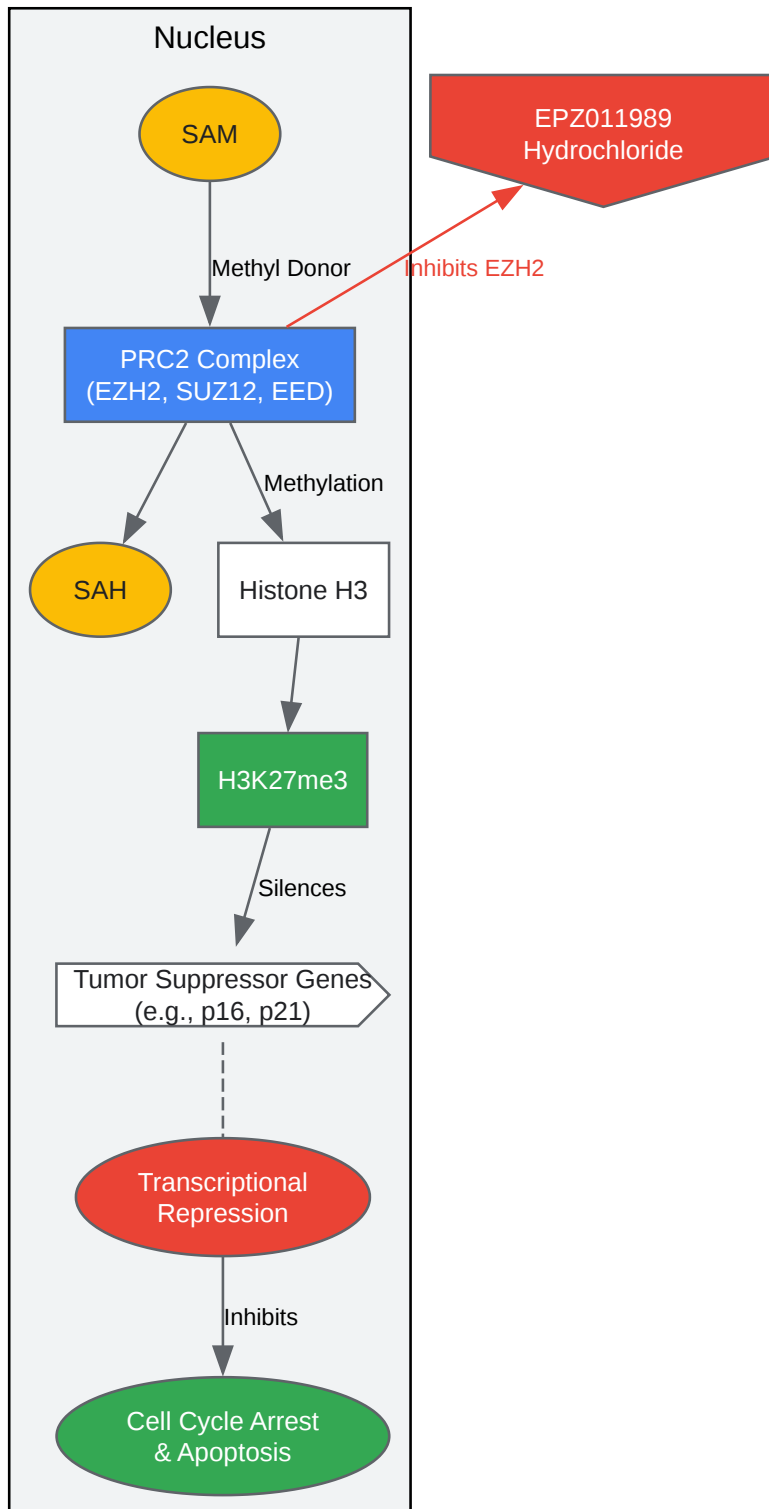 Nucleus
SAM
EPZ011989
Hydrochloride
Methyl Donor
Inhibits EZH2
PRC2 Complex
(EZH2, SUZ12, EED)
Methylation
SAH
Histone H3
H3K27me3
Silences
Tumor Suppressor Genes
(e.g., p16, p21)
Transcriptional
Repression
Inhibits
Cell Cycle Arrest
& Apoptosis